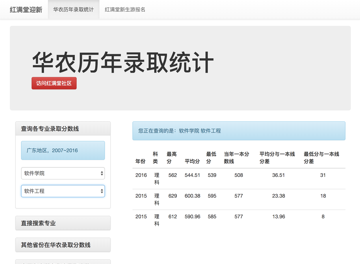 红满堂迎新 华农历年录取统计 红满堂新生源报名
华农历年录取统计
访问红满堂社区
查询各专业录取分数线
广东地区，2007~2016
软件学院
软件工程
直接搜索专业
其他省份在华农录取分数线
您正在查询的是：软件学院 软件工程
年份 科类 最高分 平均分 最低分 当年一本分数线 平均分与一本线分差 最低分与一本线分差
2016 理科 562 544.51 539 508 36.51 31
2015 理科 629 600.38 595 577 23.38 18
2015 理科 612 590.96 585 577 13.96 8